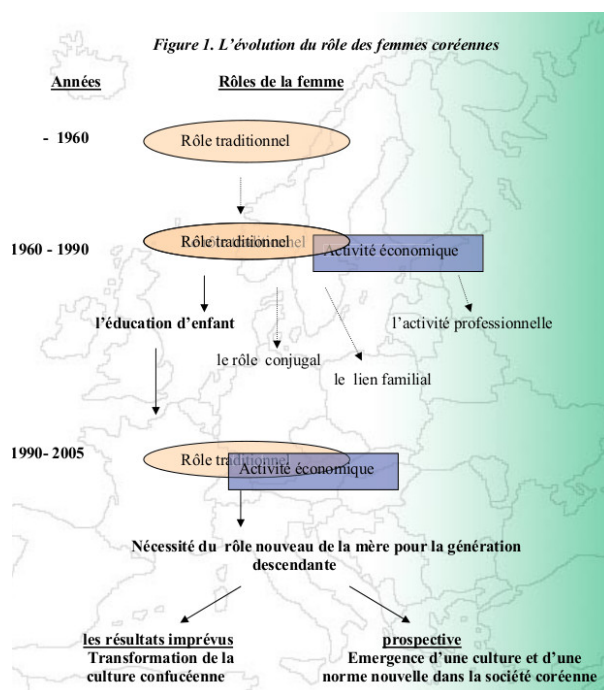 Figure 1. L'évolution du rôle des femmes coréennes
Années
Rôles de la femme
- 1960
Rôle traditionnel
1960 - 1990
Rôle traditionnel
Activité économique
l'éducation d'enfant
l'activité professionnelle
le rôle conjugal
le lien familial
1990- 2005
Rôle traditionnel
Activité économique
Nécessité du rôle nouveau de la mère pour la génération
descendante
les résultats imprévus
Transformation de la
culture confucéenne
prospective
Emergence d'une culture et d'une
norme nouvelle dans la société coréenne